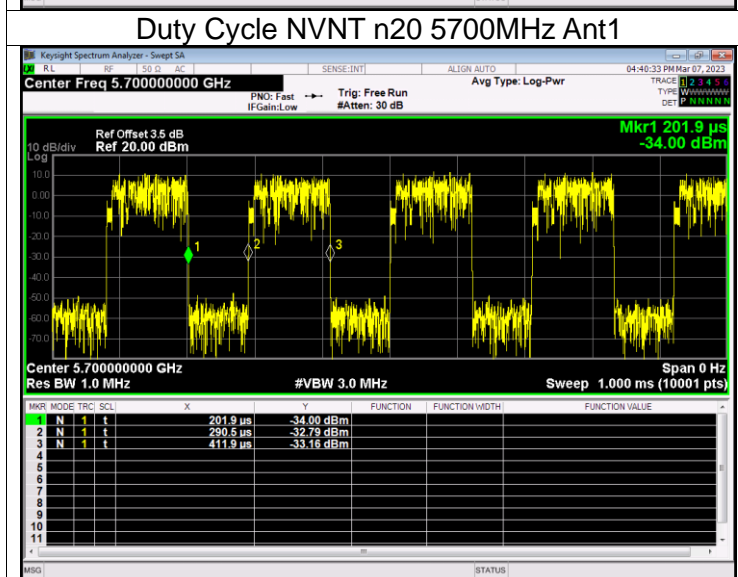 MSG STATUS
Duty Cycle NVNT n20 5700MHz Ant1
Keysight Spectrum Analyzer - Swept SA
RL RF 50 Ω AC SENSE:INT ALIGN AUTO 04:40:33 PM Mar 07, 2023
Center Freq 5.700000000 GHz Avg Type: Log-Pwr TRACE 1 2 3 4 5 6
PNO: Fast Trig: Free Run TYPE WWWWWW
IFGain:Low #Atten: 30 dB DET P NNNNN
Mkr1 201.9 µs
Ref Offset 3.5 dB
10 dB/div Ref 20.00 dBm -34.00 dBm
Log
10.0
0.00
-10.0
-20.0
1 2 3
-30.0
-40.0
-50.0
-60.0
-70.0
Center 5.700000000 GHz Span 0 Hz
Res BW 1.0 MHz #VBW 3.0 MHz Sweep 1.000 ms (10001 pts)
MKR MODE TRC SCL X Y FUNCTION FUNCTION WIDTH FUNCTION VALUE
1 N 1 t 201.9 µs -34.00 dBm
2 N 1 t 290.5 µs -32.79 dBm
3 N 1 t 411.9 µs -33.16 dBm
4
5
6
7
8
9
10
11
MSG STATUS